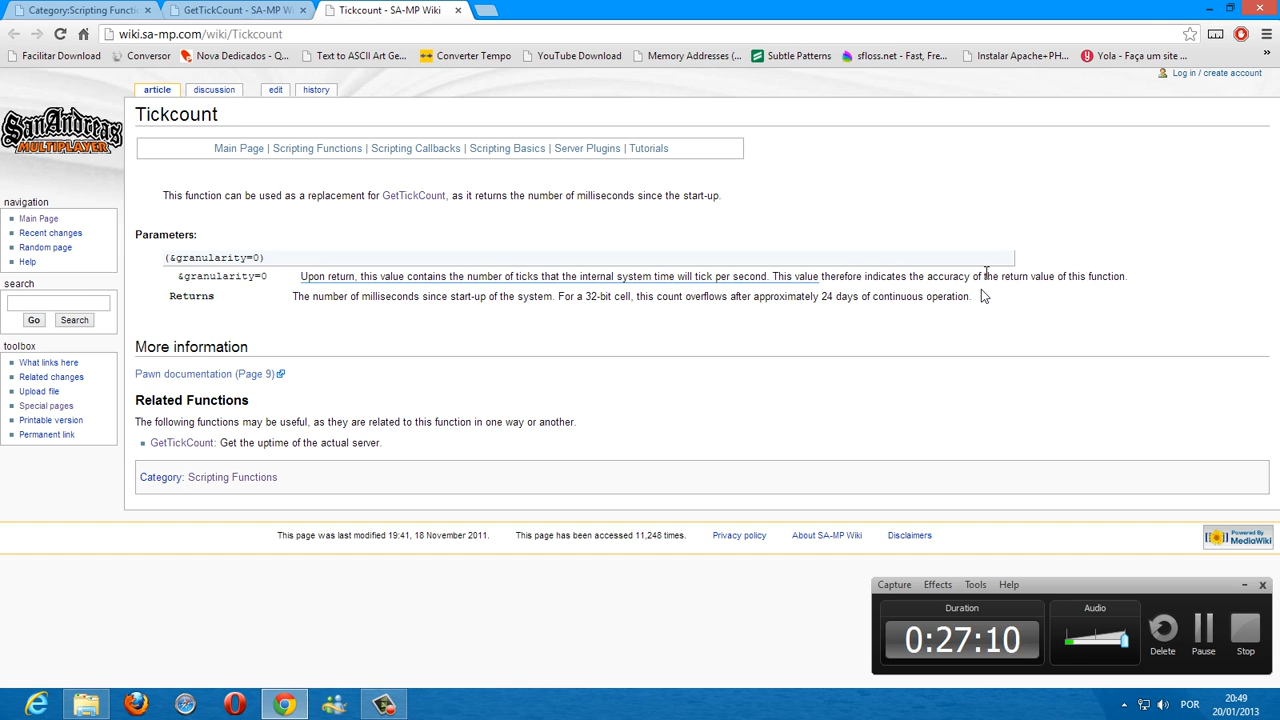 Category:Scripting Functi
GetTickCount - SA-MP Wi
Tickcount - SA-MP Wiki
wiki.sa-mp.com/wiki/Tickcount
Facilitar Download
Conversor
Nova Dedicados - Q...
Text to ASCII Art Ge...
Converter Tempo
YouTube Download
Memory Addresses (...
Subtle Patterns
sfloss.net - Fast, Fre...
Instalar Apache+PH...
Yola - Faça um site ...
Log in / create account
article
discussion
edit
history
SanAndreas
MULTIPLAYER
Tickcount
Main Page | Scripting Functions | Scripting Callbacks | Scripting Basics | Server Plugins | Tutorials
This function can be used as a replacement for GetTickCount, as it returns the number of milliseconds since the start-up.
navigation
Main Page
Recent changes
Random page
Help
search
Go
Search
toolbox
What links here
Related changes
Upload file
Special pages
Printable version
Permanent link
Parameters:
(&granularity=0)
&granularity=0 Upon return, this value contains the number of ticks that the internal system time will tick per second. This value therefore indicates the accuracy of the return value of this function.
Returns The number of milliseconds since start-up of the system. For a 32-bit cell, this count overflows after approximately 24 days of continuous operation.
More information
Pawn documentation (Page 9)
Related Functions
The following functions may be useful, as they are related to this function in one way or another.
GetTickCount: Get the uptime of the actual server.
Category: Scripting Functions
This page was last modified 19:41, 18 November 2011.
This page has been accessed 11,248 times.
Privacy policy
About SA-MP Wiki
Disclaimers
Powered By
MediaWiki
Capture
Effects
Tools
Help
Duration
0:27:10
Audio
Delete
Pause
Stop
POR
20:49
20/01/2013